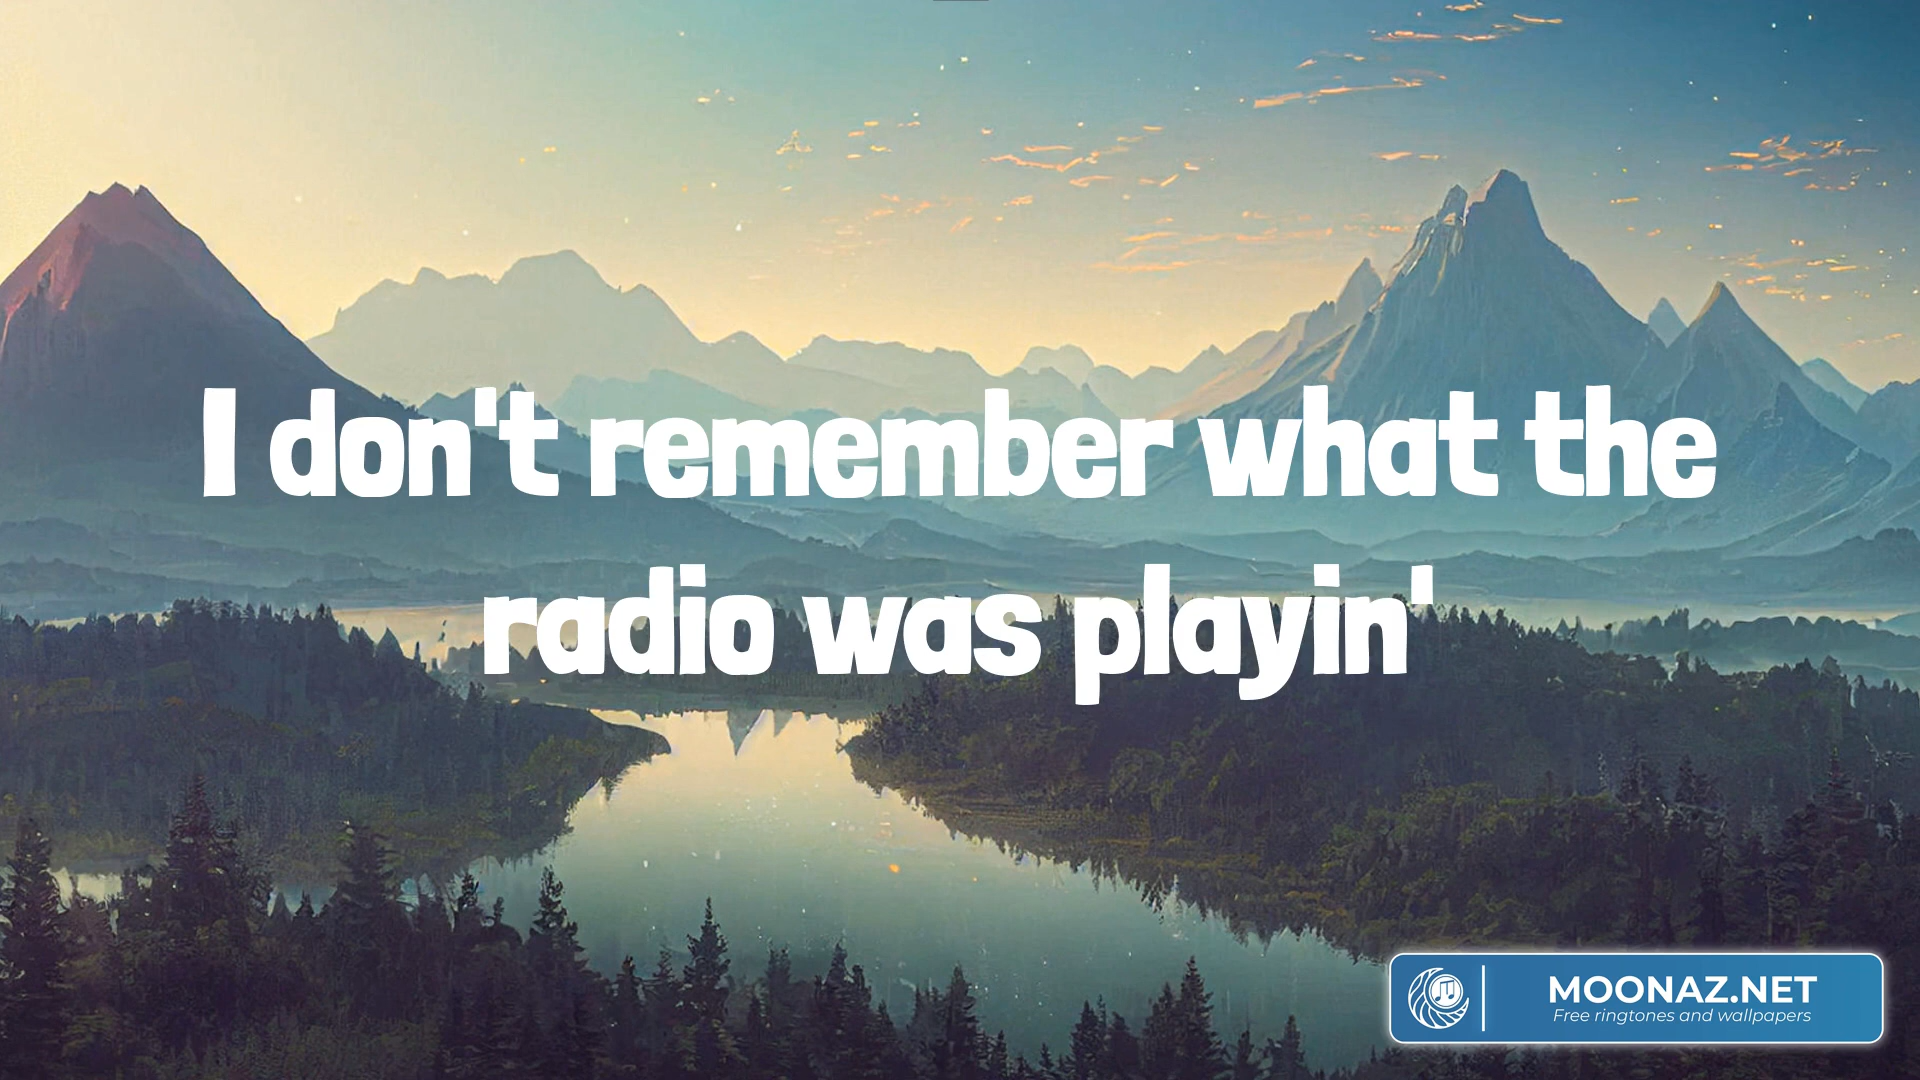 I don't remember what the
radio was playin'
MOONAZ.NET
Free ringtones and wallpapers